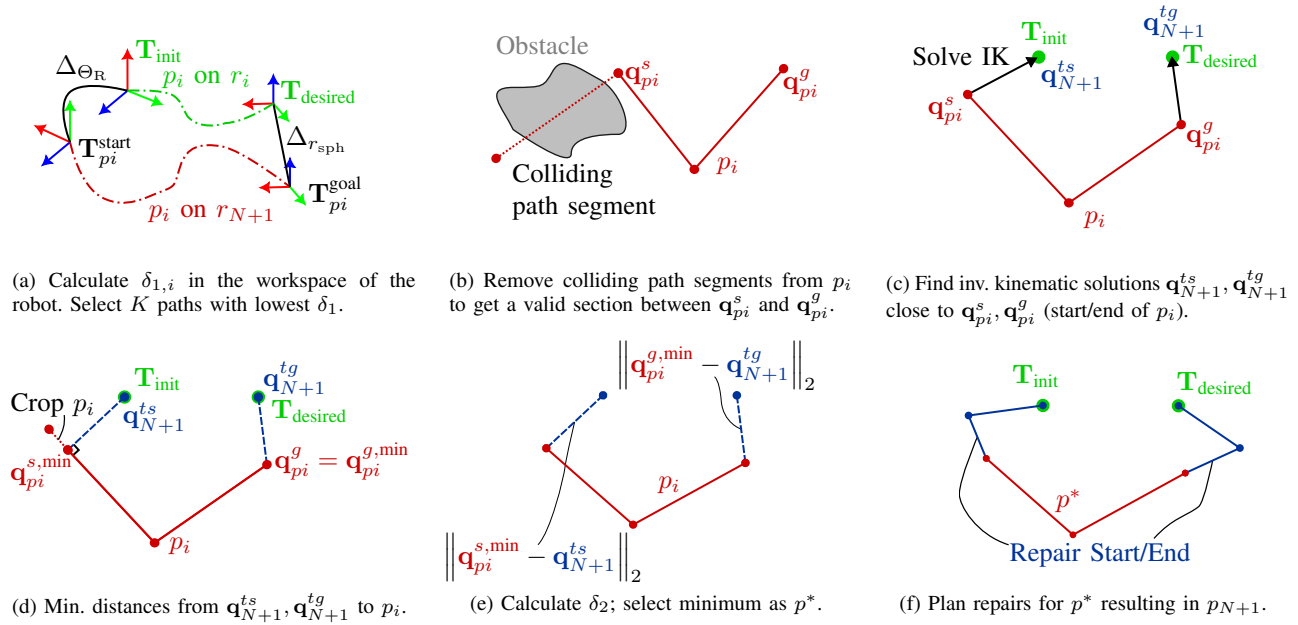 Δ_{Θ_R}
T_init
p_i on r_i
T_desired
T_{pi}^{start}
Δ_{r_sph}
T_{pi}^{goal}
p_i on r_{N+1}
(a) Calculate δ_{1,i} in the workspace of the
robot. Select K paths with lowest δ_1.
Obstacle
q_{pi}^s
q_{pi}^g
p_i
Colliding
path segment
(b) Remove colliding path segments from p_i
to get a valid section between q_{pi}^s and q_{pi}^g.
q_{N+1}^{tg}
T_init
Solve IK
T_desired
q_{N+1}^{ts}
q_{pi}^s
q_{pi}^g
p_i
(c) Find inv. kinematic solutions q_{N+1}^{ts}, q_{N+1}^{tg}
close to q_{pi}^s, q_{pi}^g (start/end of p_i).
T_init
q_{N+1}^{tg}
Crop p_i
q_{N+1}^{ts}
T_desired
q_{pi}^{s,min}
q_{pi}^g = q_{pi}^{g,min}
p_i
(d) Min. distances from q_{N+1}^{ts}, q_{N+1}^{tg} to p_i.
‖q_{pi}^{g,min} − q_{N+1}^{tg}‖_2
p_i
‖q_{pi}^{s,min} − q_{N+1}^{ts}‖_2
(e) Calculate δ_2; select minimum as p*.
T_init
T_desired
p*
Repair Start/End
(f) Plan repairs for p* resulting in p_{N+1}.